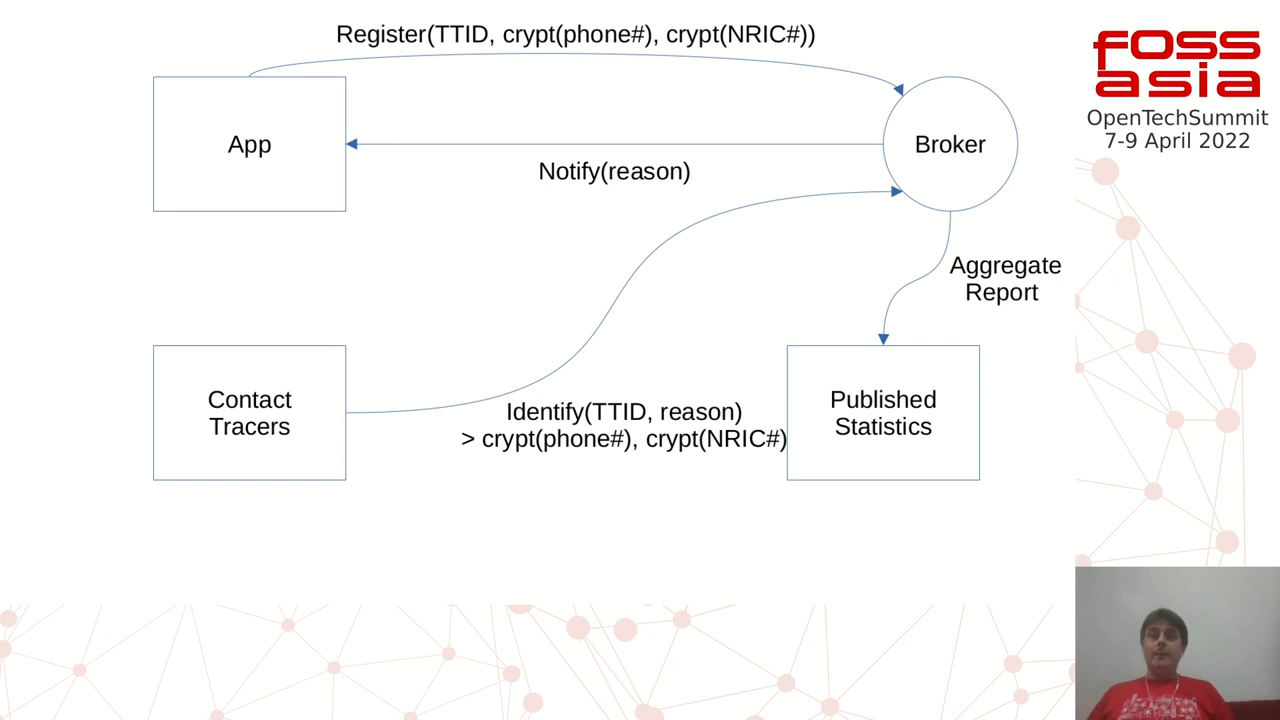 Register(TTID, crypt(phone#), crypt(NRIC#))
App
Broker
Notify(reason)
Aggregate
Report
Contact
Tracers
Identify(TTID, reason)
> crypt(phone#), crypt(NRIC#)
Published
Statistics
FOSS
asia
OpenTechSummit
7-9 April 2022